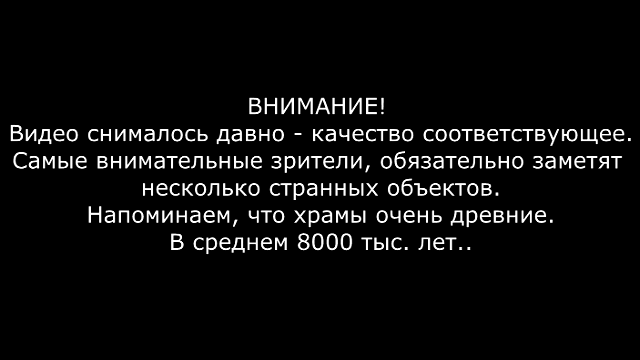 ВНИМАНИЕ!
Видео снималось давно - качество соответствующее.
Самые внимательные зрители, обязательно заметят
несколько странных объектов.
Напоминаем, что храмы очень древние.
В среднем 8000 тыс. лет..